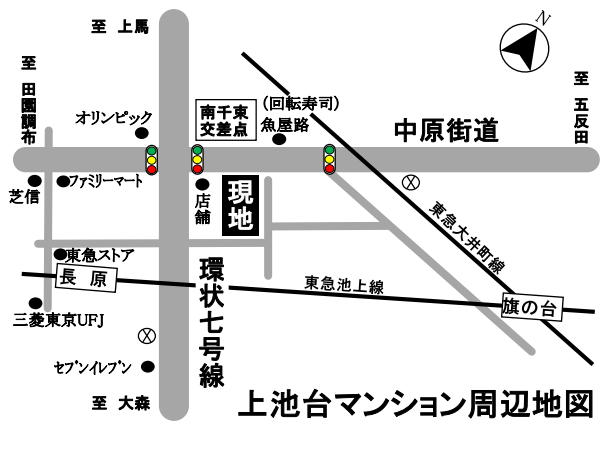 至 上馬
N
至 田園調布
至 五反田
オリンピック
南千束
交差点
(回転寿司)
魚屋路
中原街道
芝信
ファミリーマート
店舗
現地
東急大井町線
東急ストア
長原
環状七号線
東急池上線
旗の台
三菱東京UFJ
セブンイレブン
至 大森
上池台マンション周辺地図